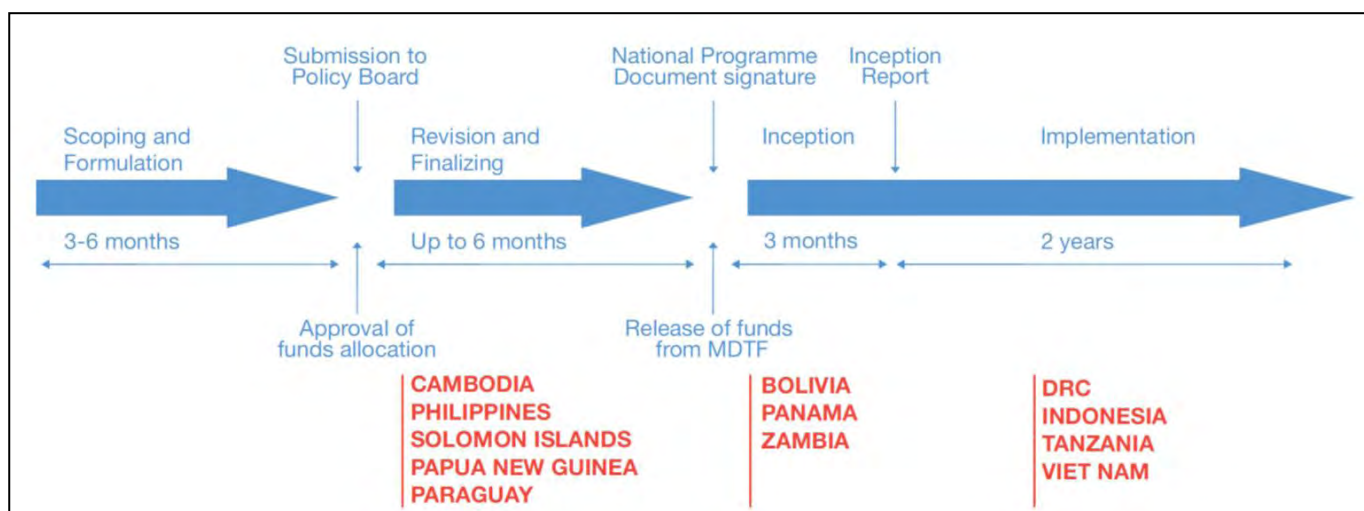 Submission to
Policy Board
National Programme
Document signature
Inception
Report
Scoping and
Formulation
Revision and
Finalizing
Inception
Implementation
3-6 months
Up to 6 months
3 months
2 years
Approval of
funds allocation
Release of funds
from MDTF
CAMBODIA
PHILIPPINES
SOLOMON ISLANDS
PAPUA NEW GUINEA
PARAGUAY
BOLIVIA
PANAMA
ZAMBIA
DRC
INDONESIA
TANZANIA
VIET NAM